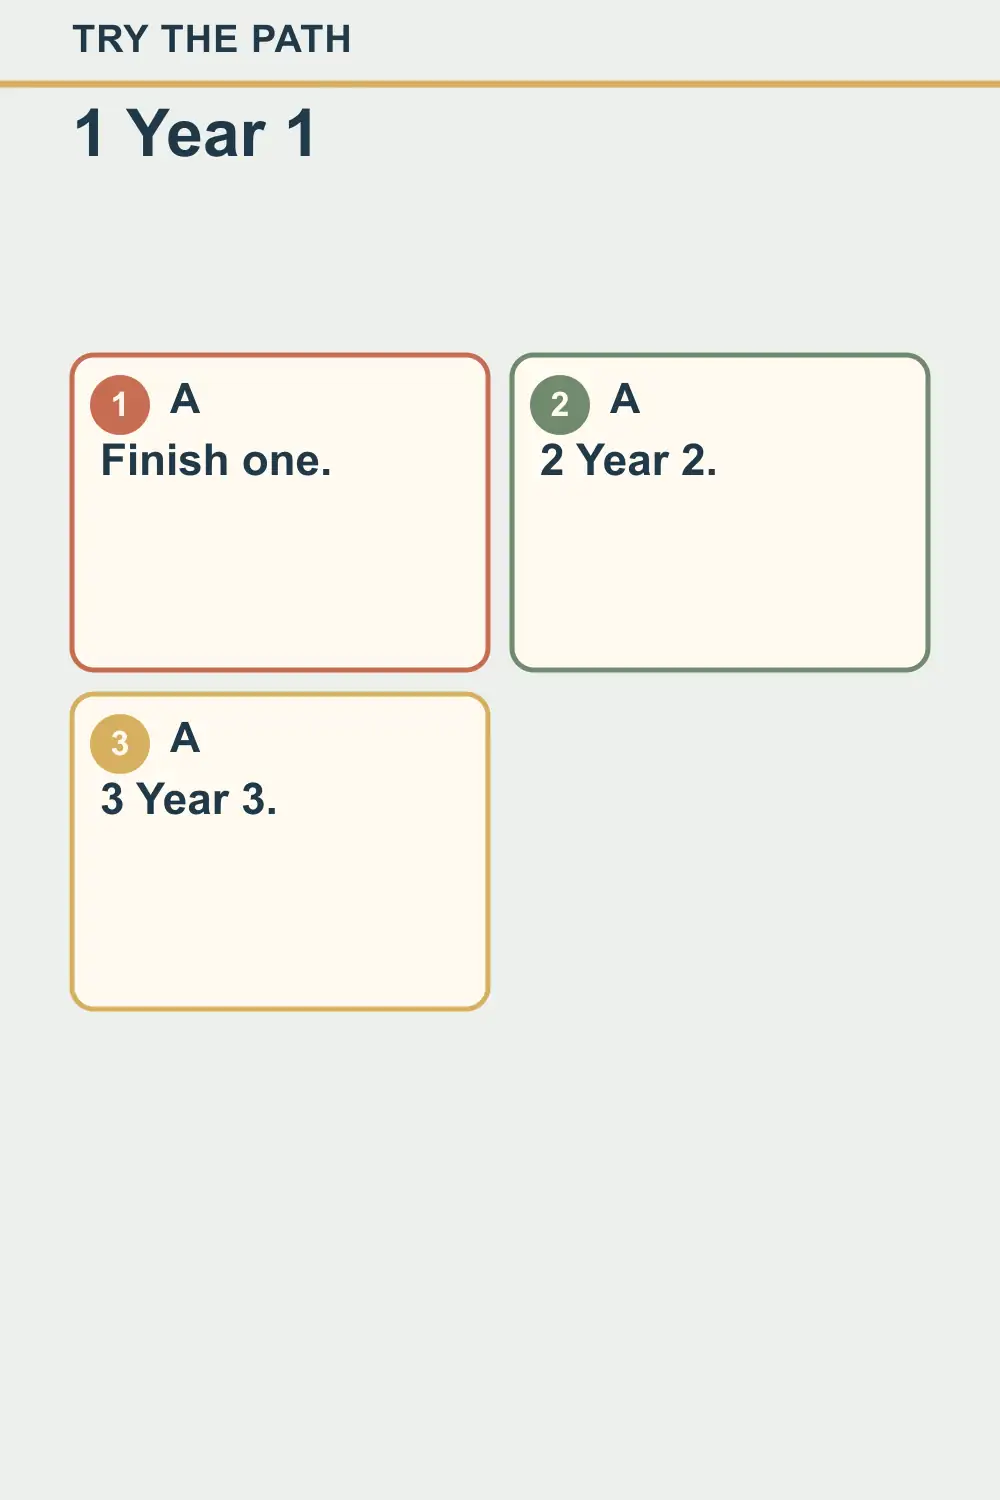 TRY THE PATH
1 Year 1
1 A
Finish one.
2 A
2 Year 2.
3 A
3 Year 3.